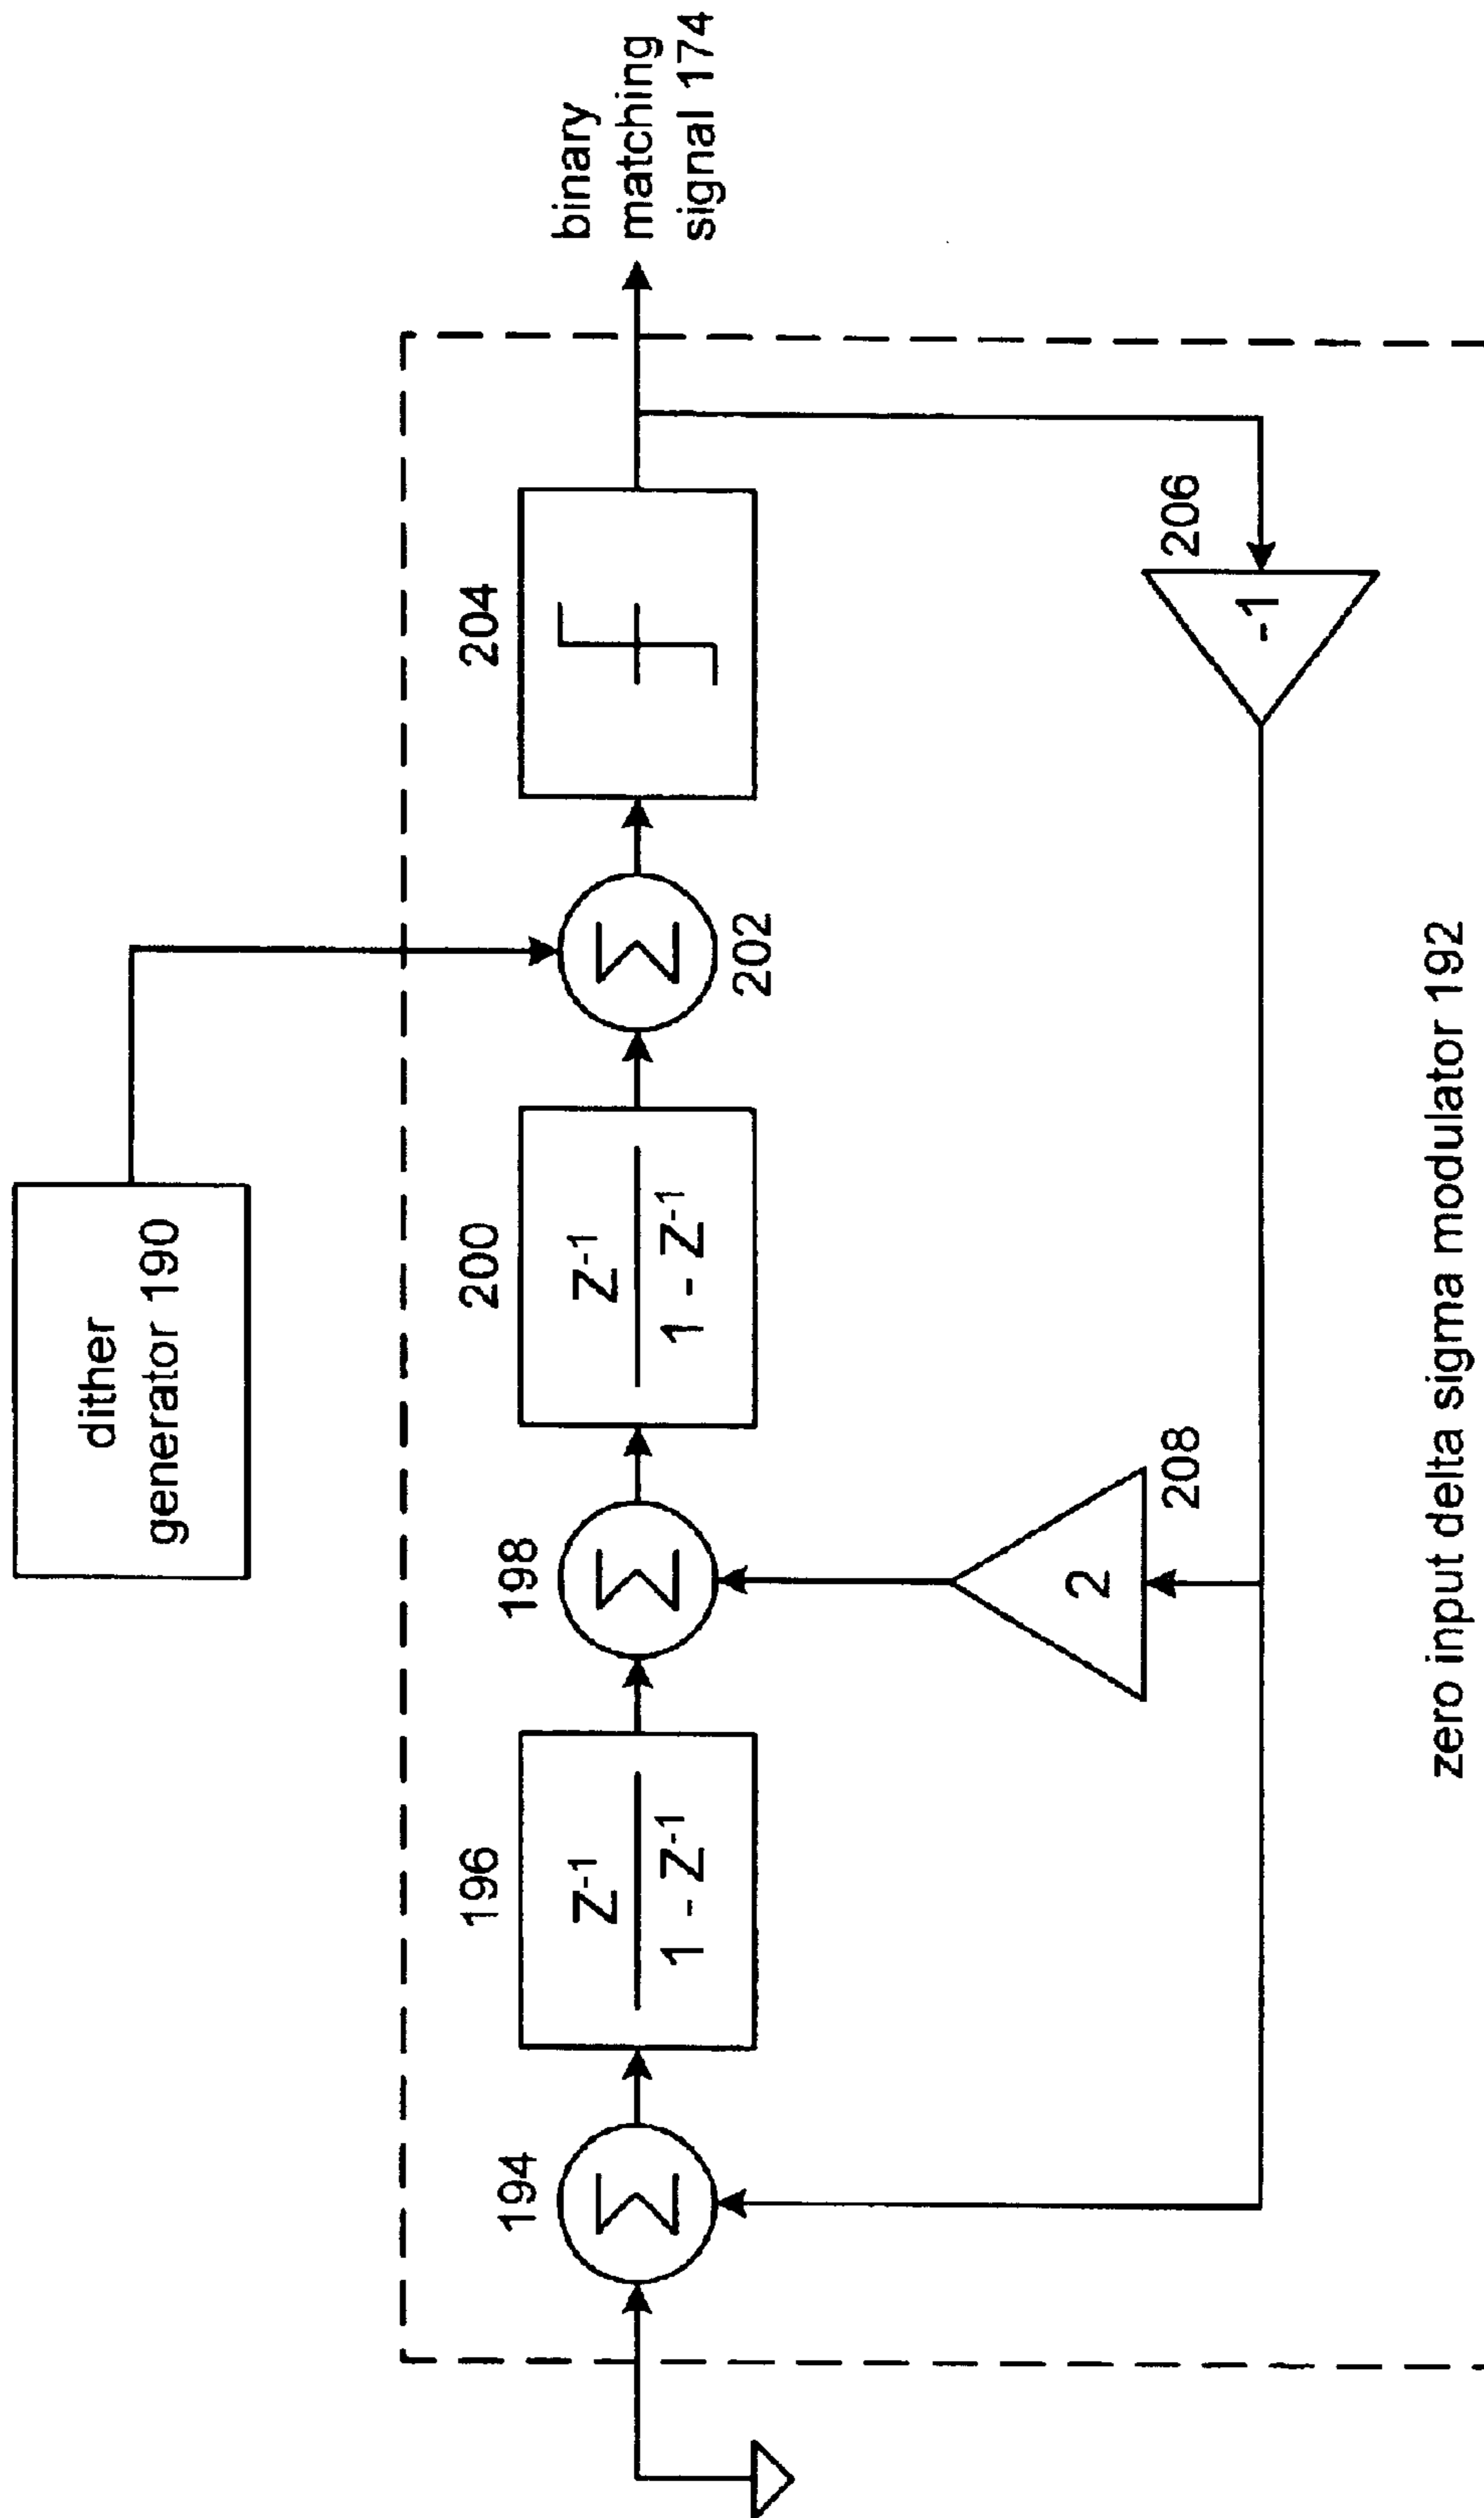 dither
generator 190
194
196
z-1
1 - z-1
198
200
z-1
1 - z-1
Σ
Σ
Σ
202
204
binary
matching
signal 174
2
208
-1
206
zero input delta sigma modulator 192